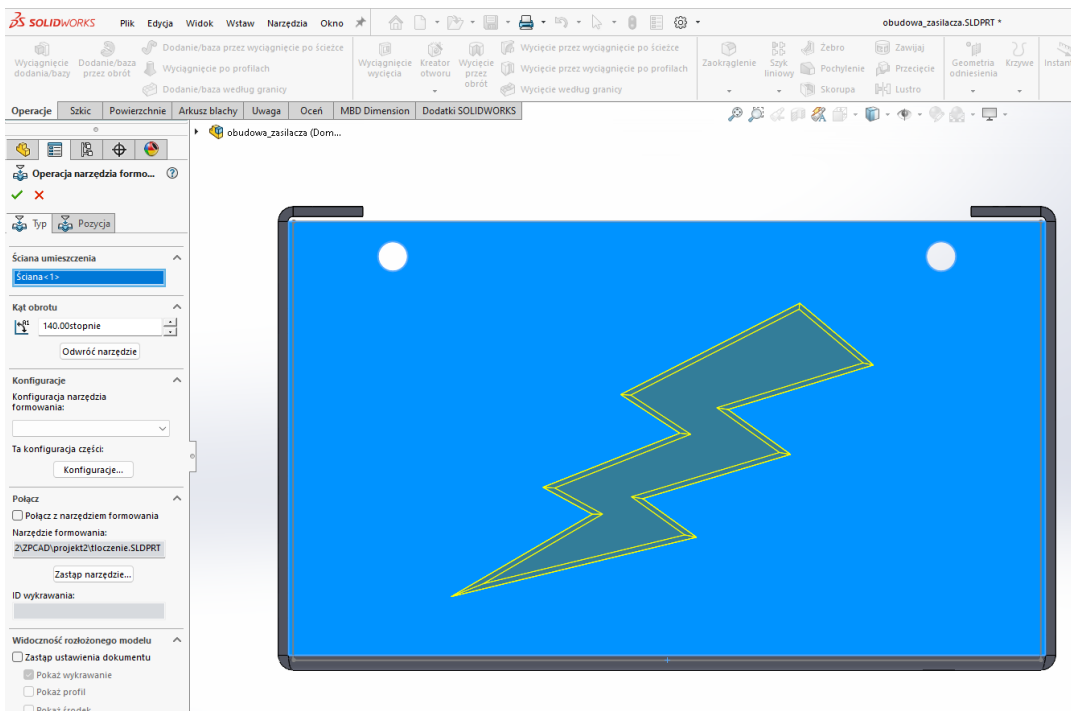 SOLIDWORKS Plik Edycja Widok Wstaw Narzędzia Okno obudowa_zasilacza.SLDPRT *
Wyciągnięcie dodania/bazy
Dodanie/baza przez obrót
Dodanie/baza przez wyciągnięcie po ścieżce
Wyciągnięcie po profilach
Dodanie/baza według granicy
Wyciągnięcie wycięcia
Kreator otworu
Wycięcie przez obrót
Wycięcie przez wyciągnięcie po ścieżce
Wycięcie przez wyciągnięcie po profilach
Wycięcie według granicy
Zaokrąglenie
Szyk liniowy
Żebro
Pochylenie
Skorupa
Zawijaj
Przecięcie
Lustro
Geometria odniesienia
Krzywe
Instant
Operacje Szkic Powierzchnie Arkusz blachy Uwaga Oceń MBD Dimension Dodatki SOLIDWORKS
obudowa_zasilacza (Dom...
Operacja narzędzia formo...
Typ Pozycja
Ściana umieszczenia
Ściana<1>
Kąt obrotu
140.00stopnie
Odwróć narzędzie
Konfiguracje
Konfiguracja narzędzia
formowania:
Ta konfiguracja części:
Konfiguracje...
Połącz
Połącz z narzędziem formowania
Narzędzie formowania:
2\ZPCAD\projekt2\tloczenie.SLDPRT
Zastąp narzędzie...
ID wykrawania:
Widoczność rozłożonego modelu
Zastąp ustawienia dokumentu
Pokaż wykrawanie
Pokaż profil
Pokaż środek